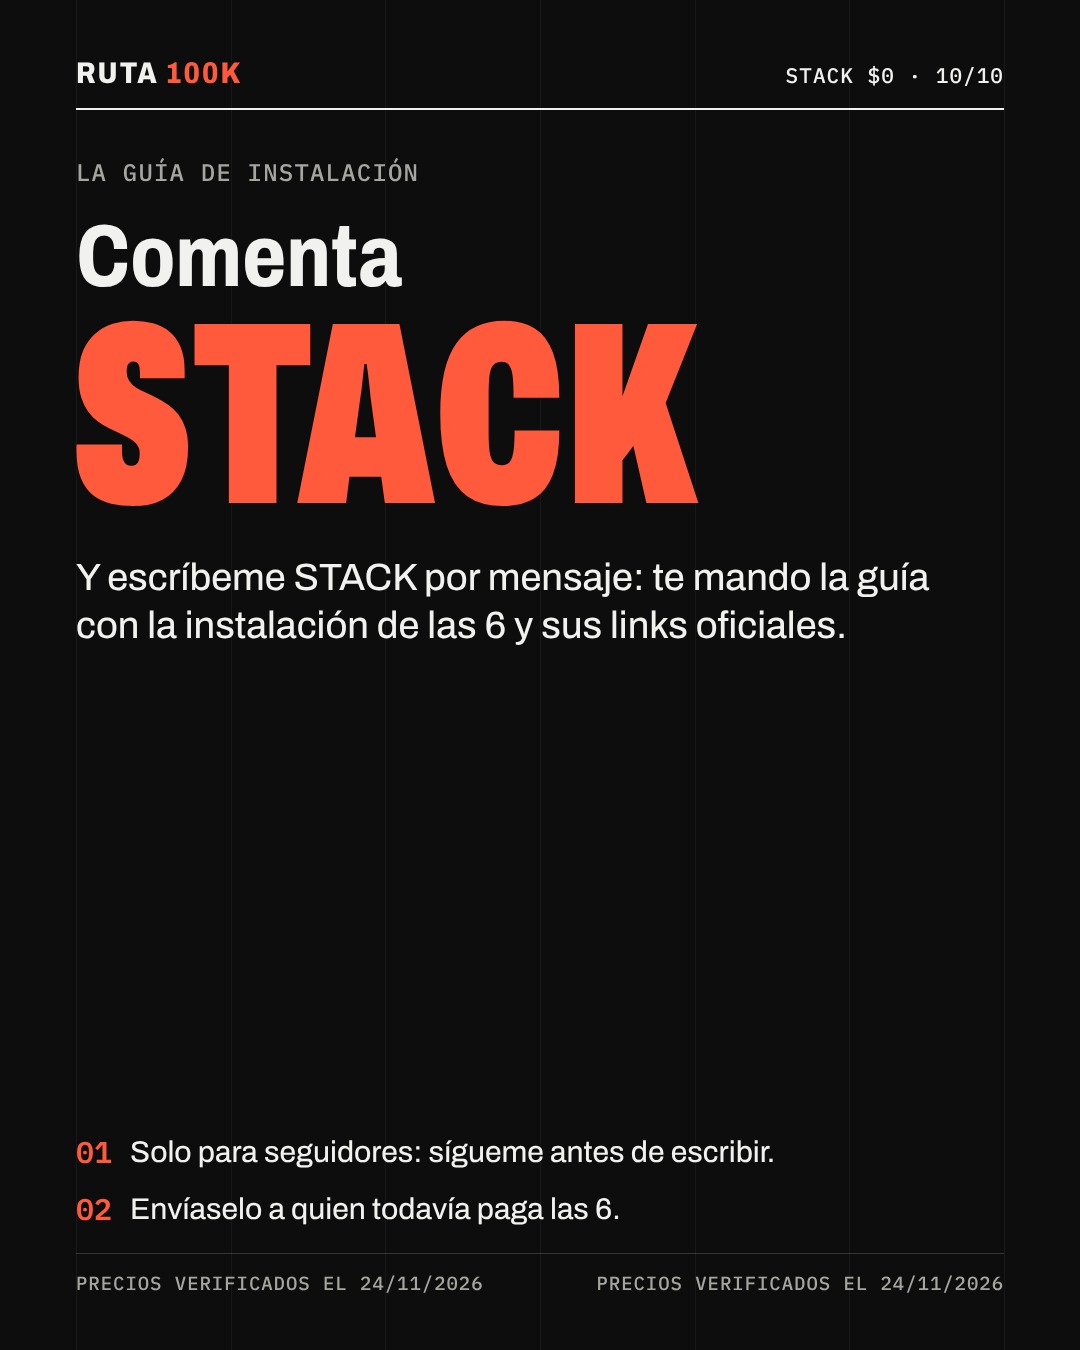 RUTA 100K
STACK $0 · 10/10
LA GUÍA DE INSTALACIÓN
Comenta
STACK
Y escríbeme STACK por mensaje: te mando la guía
con la instalación de las 6 y sus links oficiales.
01 Solo para seguidores: sígueme antes de escribir.
02 Envíaselo a quien todavía paga las 6.
PRECIOS VERIFICADOS EL 24/11/2026
PRECIOS VERIFICADOS EL 24/11/2026